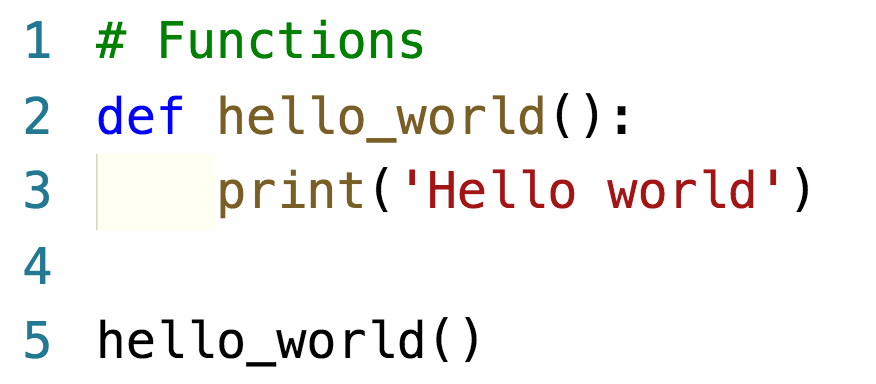 1 # Functions
2 def hello_world():
3     print('Hello world')
4
5 hello_world()